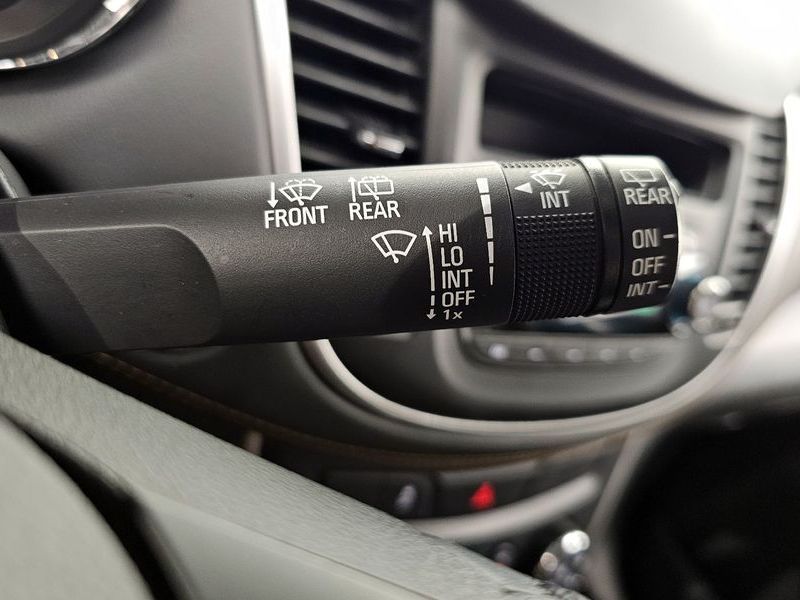 FRONT
REAR
HI
LO
INT
OFF
1x
INT
REAR
ON
OFF
INT